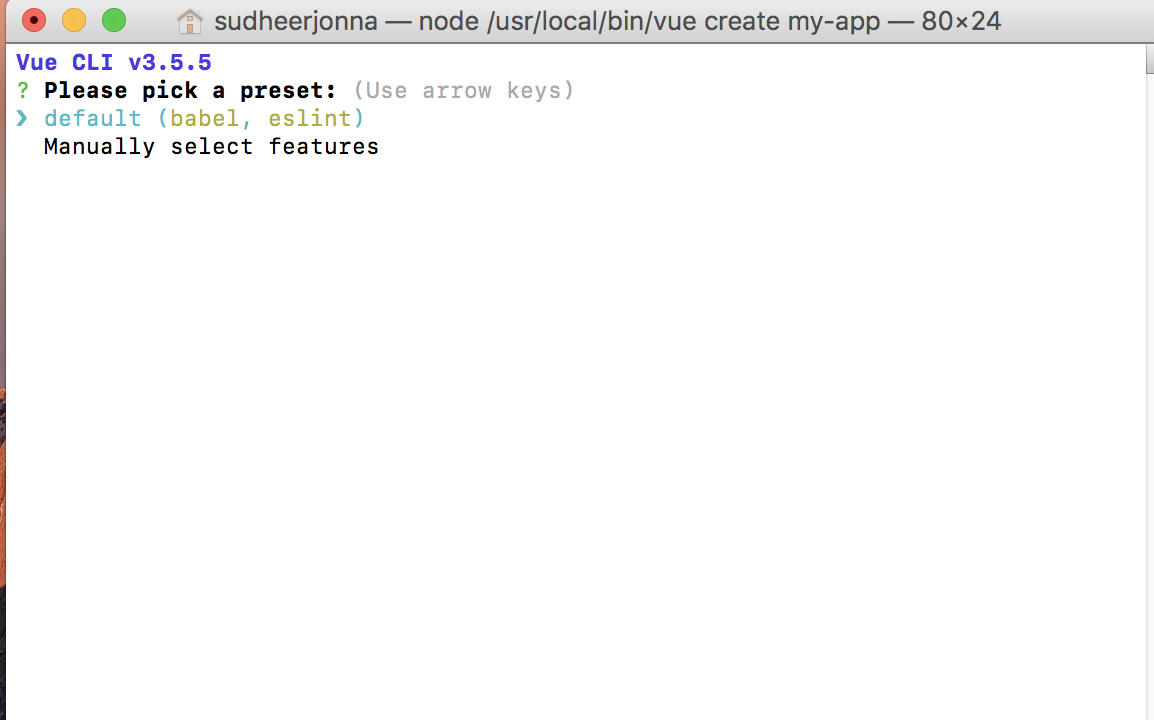 sudheerjonna — node /usr/local/bin/vue create my-app — 80×24
Vue CLI v3.5.5
? Please pick a preset: (Use arrow keys)
❯ default (babel, eslint)
Manually select features